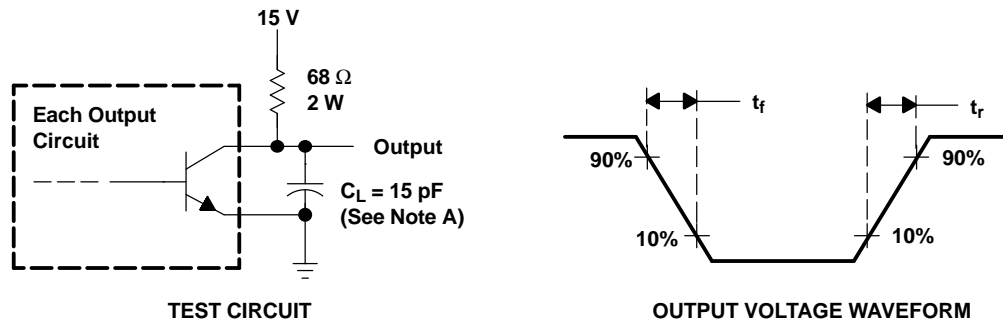 15 V
68 Ω
2 W
Each Output
Circuit
Output
C_L = 15 pF
(See Note A)
TEST CIRCUIT
t_f
t_r
90%
90%
10%
10%
OUTPUT VOLTAGE WAVEFORM